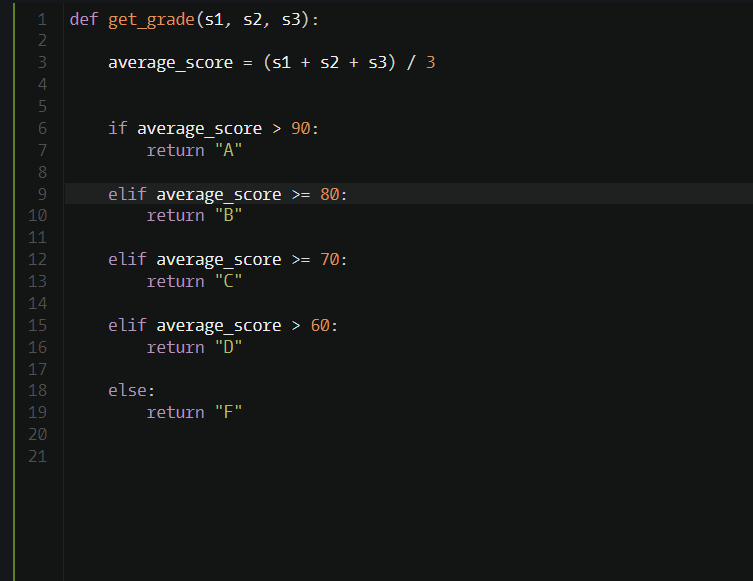 1 def get_grade(s1, s2, s3):
2
3     average_score = (s1 + s2 + s3) / 3
4
5
6     if average_score > 90:
7         return "A"
8
9     elif average_score >= 80:
10         return "B"
11
12     elif average_score >= 70:
13         return "C"
14
15     elif average_score > 60:
16         return "D"
17
18     else:
19         return "F"
20
21